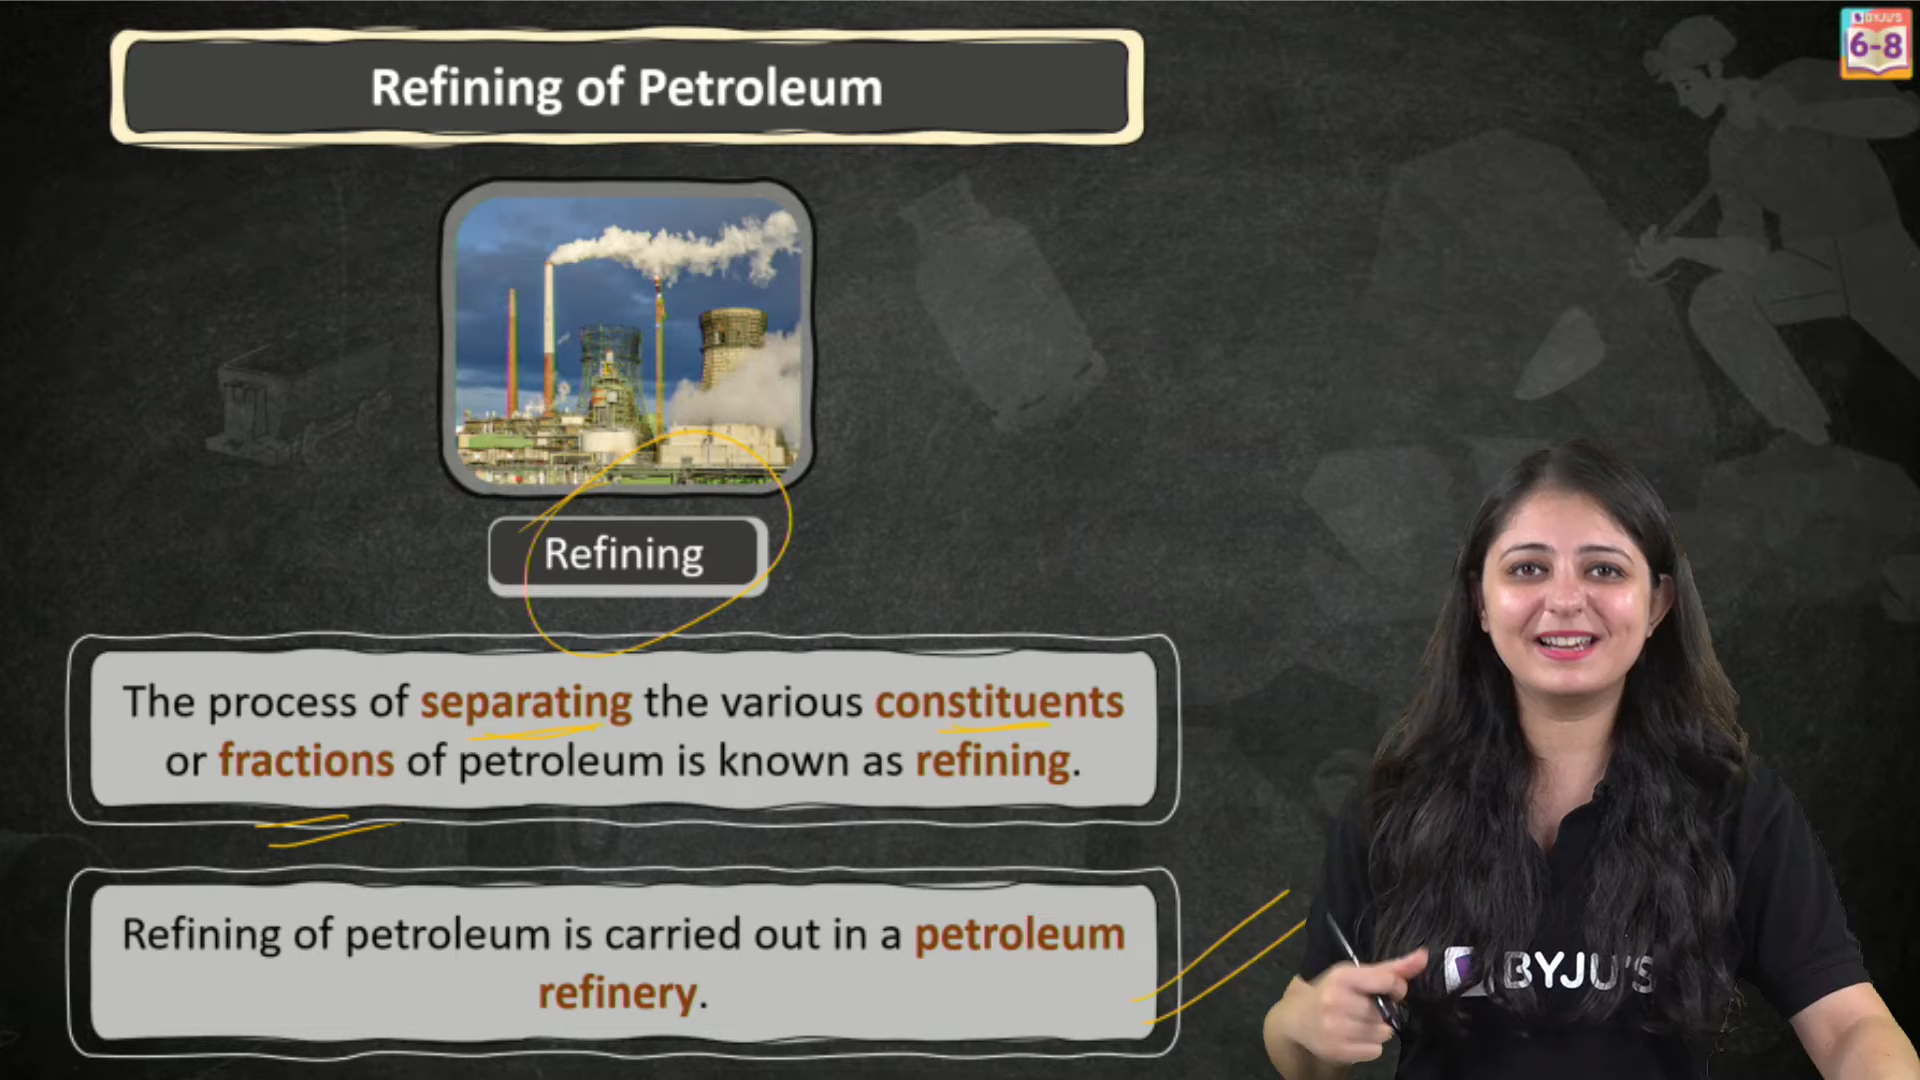 BYJU'S
6-8
Refining of Petroleum
Refining
The process of separating the various constituents
or fractions of petroleum is known as refining.
Refining of petroleum is carried out in a petroleum
refinery.
BYJU'S